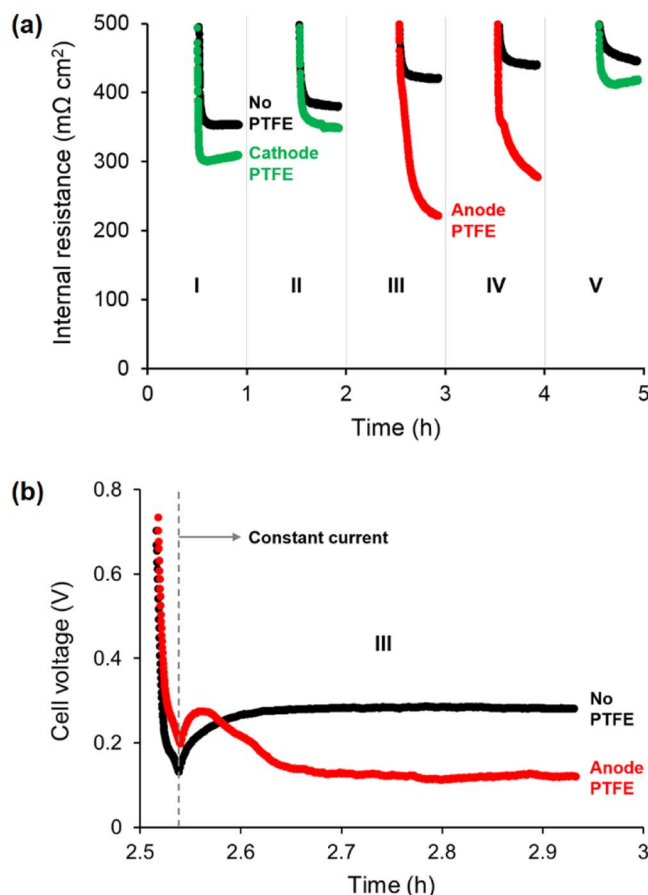 (a)
Internal resistance (mΩ cm²)
500
400
300
200
100
0
No
PTFE
Cathode
PTFE
Anode
PTFE
I II III IV V
0 1 2 3 4 5
Time (h)
(b)
Cell voltage (V)
0.8
0.6
0.4
0.2
0
Constant current
III
No
PTFE
Anode
PTFE
2.5 2.6 2.7 2.8 2.9 3
Time (h)